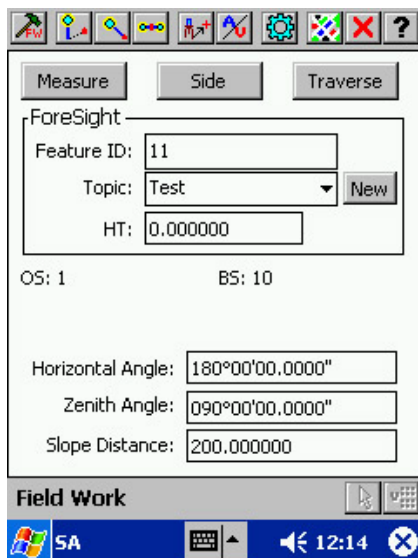 FW
?
Measure Side Traverse
ForeSight
Feature ID: 11
Topic: Test New
HT: 0.000000
OS: 1 BS: 10
Horizontal Angle: 180°00'00.0000"
Zenith Angle: 090°00'00.0000"
Slope Distance: 200.000000
Field Work
SA 12:14